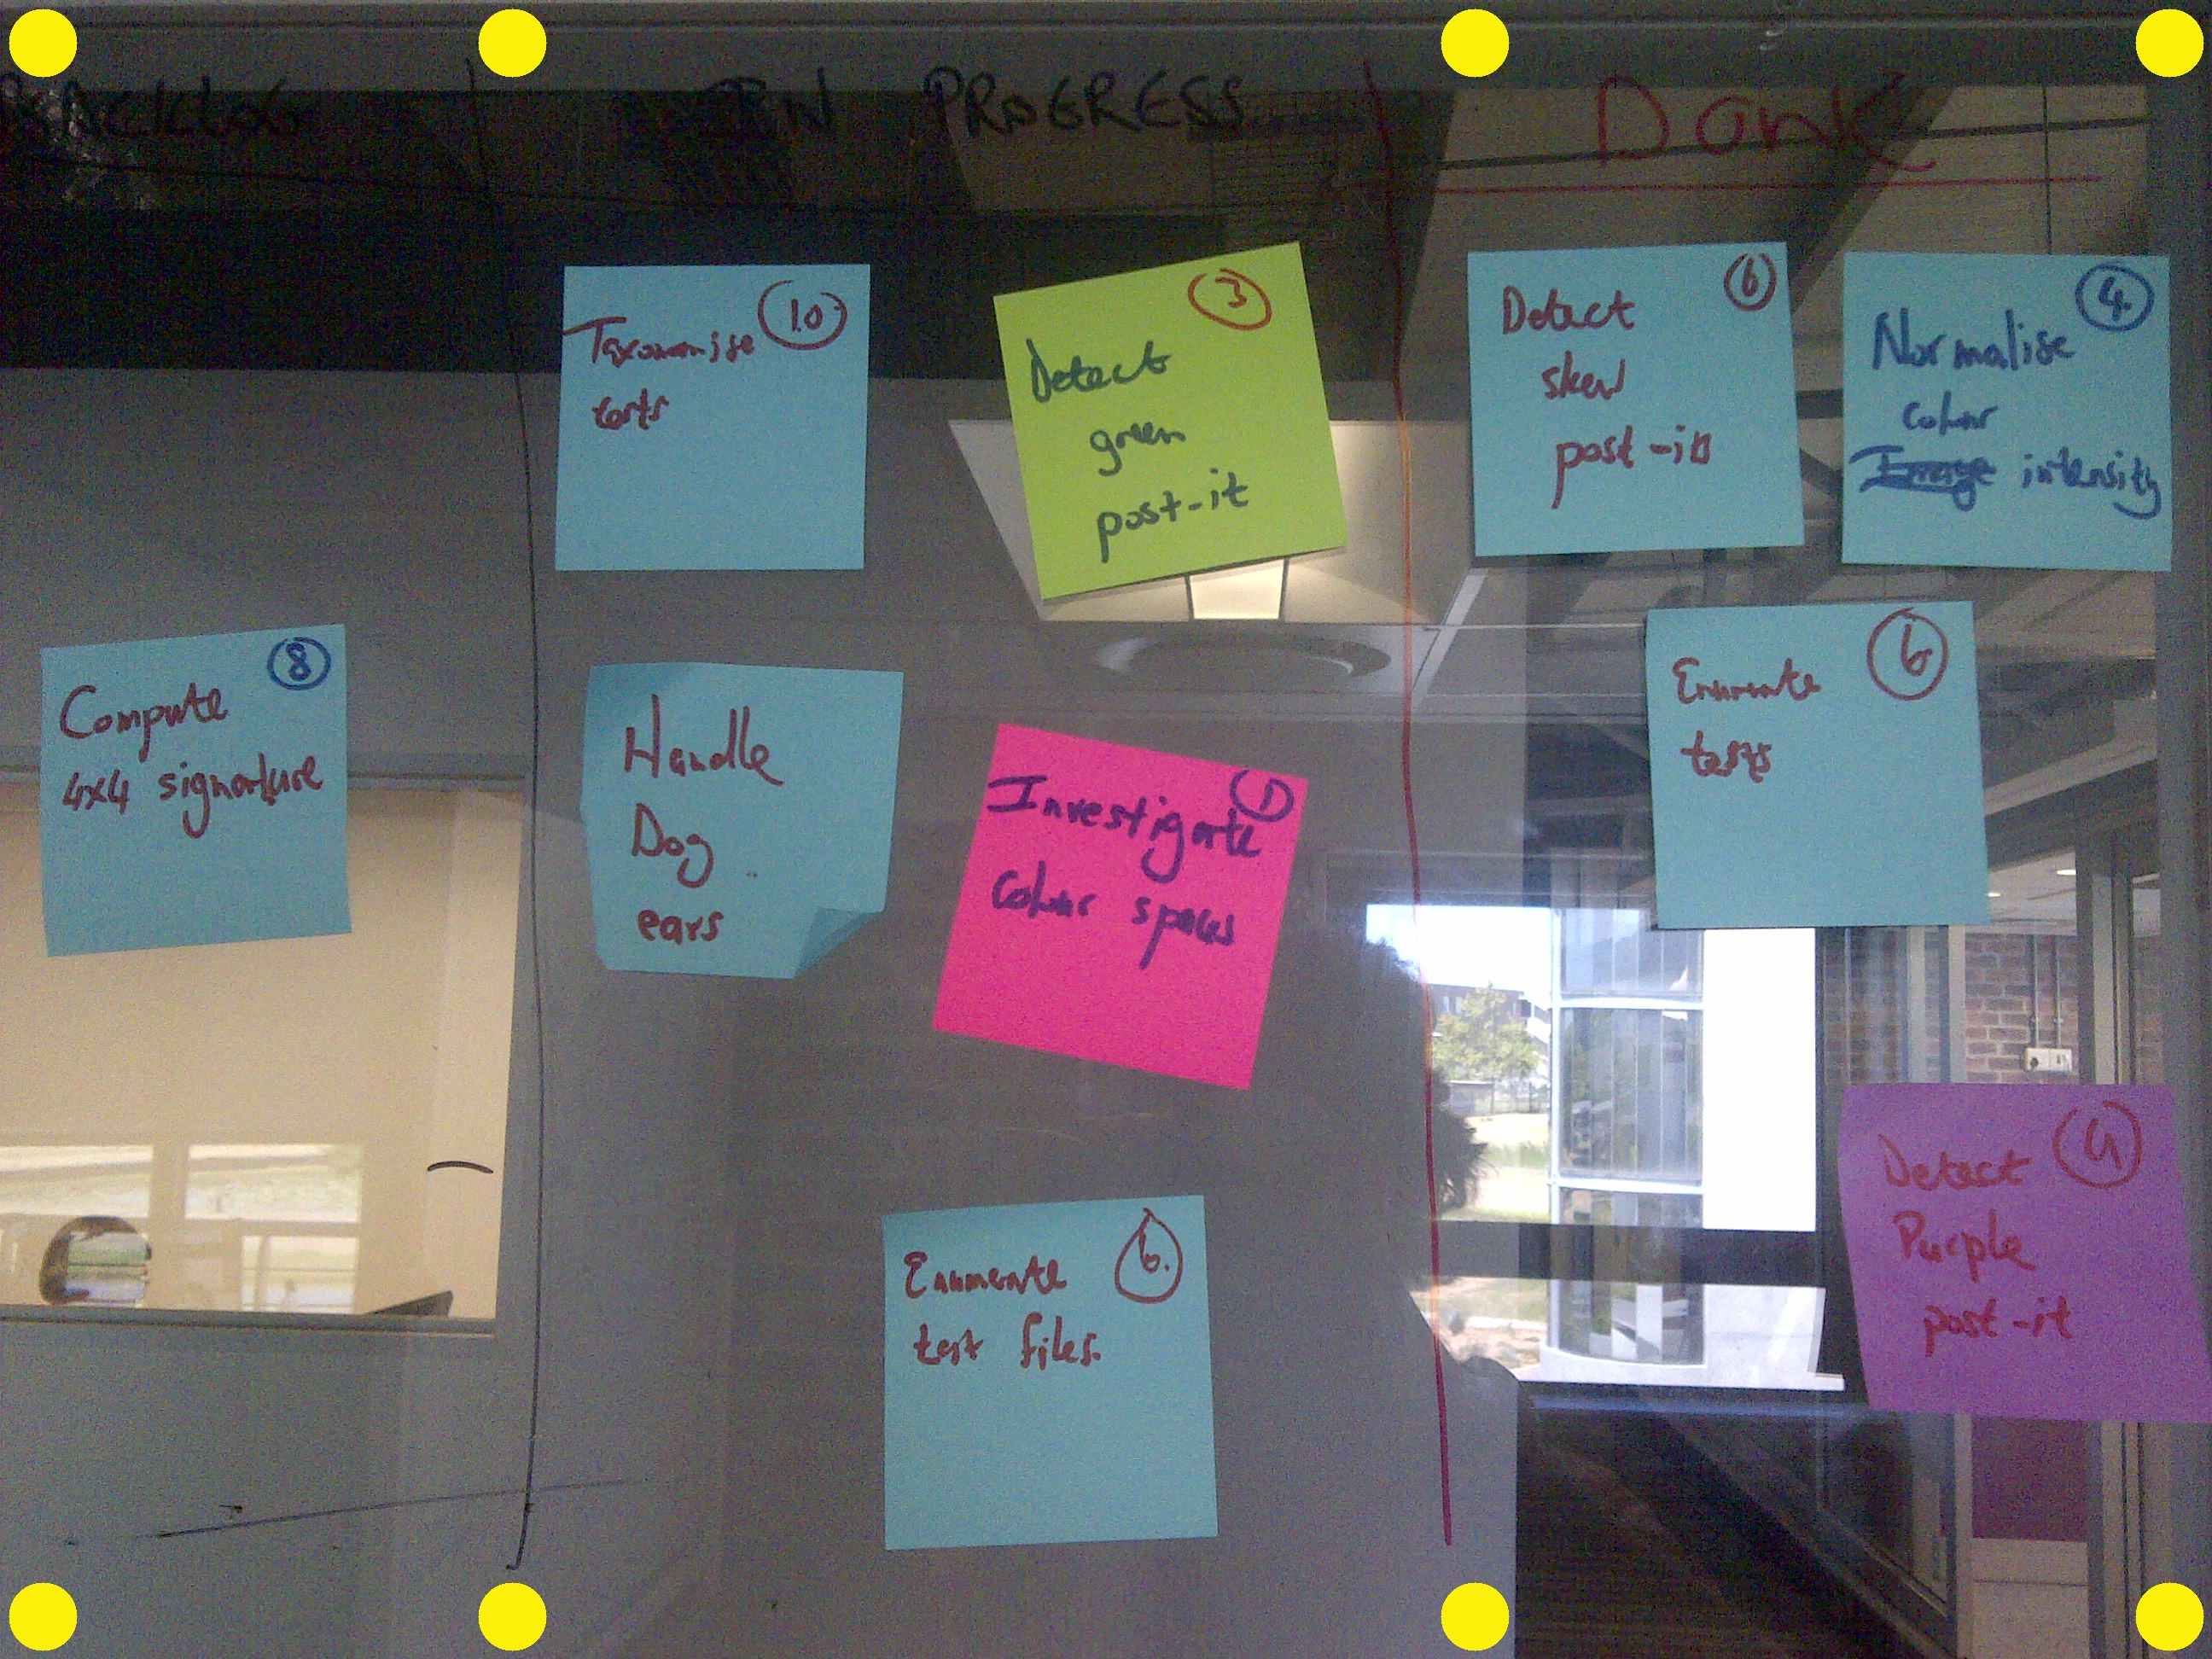 BACKLOG
IN PROGRESS
Done
10
Taxonomise
tests
3
Detect
green
post-it
6
Detect
skew
post-its
4.
Normalise
colour
Image intensity
8
Compute
4x4 signature
Handle
Dog
ears
1
Investigate
colour spaces
6
Enumerate
tests
6.
Enumerate
test files.
4
Detect
Purple
post-it